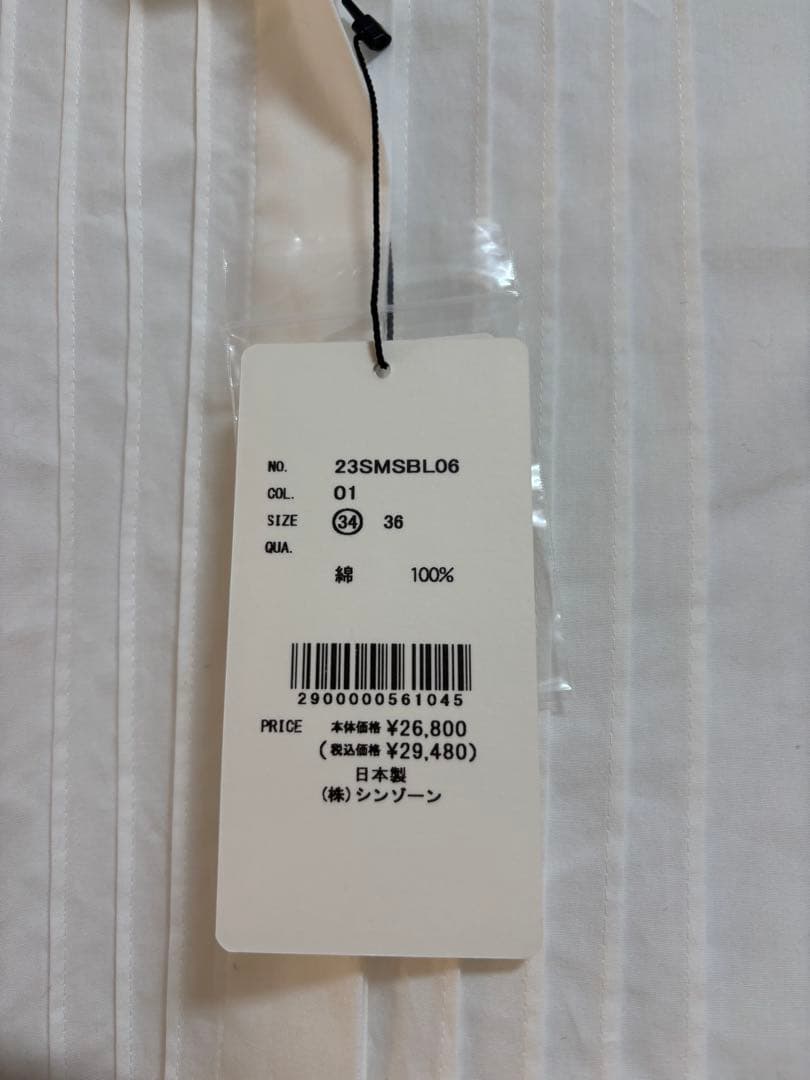 NO. 23SMSBL06
COL. 01
SIZE 34 36
QUA.
綿 100%
2900000561045
PRICE 本体価格 ¥26,800
(税込価格 ¥29,480)
日本製
(株)シンゾーン